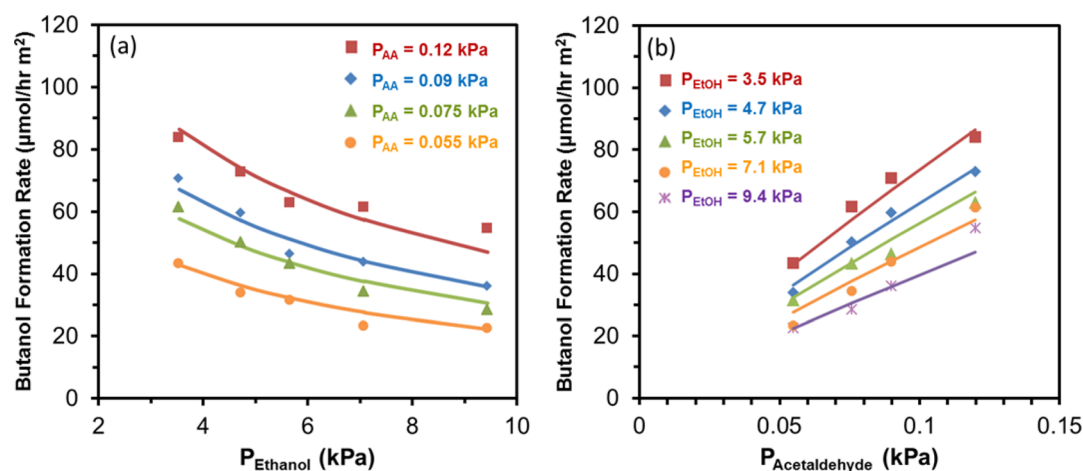 (a)
Butanol Formation Rate (µmol/hr m²)
120
100
80
60
40
20
0
P_AA = 0.12 kPa
P_AA = 0.09 kPa
P_AA = 0.075 kPa
P_AA = 0.055 kPa
2 4 6 8 10
P_Ethanol (kPa)
(b)
Butanol Formation Rate (µmol/hr m²)
120
100
80
60
40
20
0
P_EtOH = 3.5 kPa
P_EtOH = 4.7 kPa
P_EtOH = 5.7 kPa
P_EtOH = 7.1 kPa
P_EtOH = 9.4 kPa
0 0.05 0.1 0.15
P_Acetaldehyde (kPa)